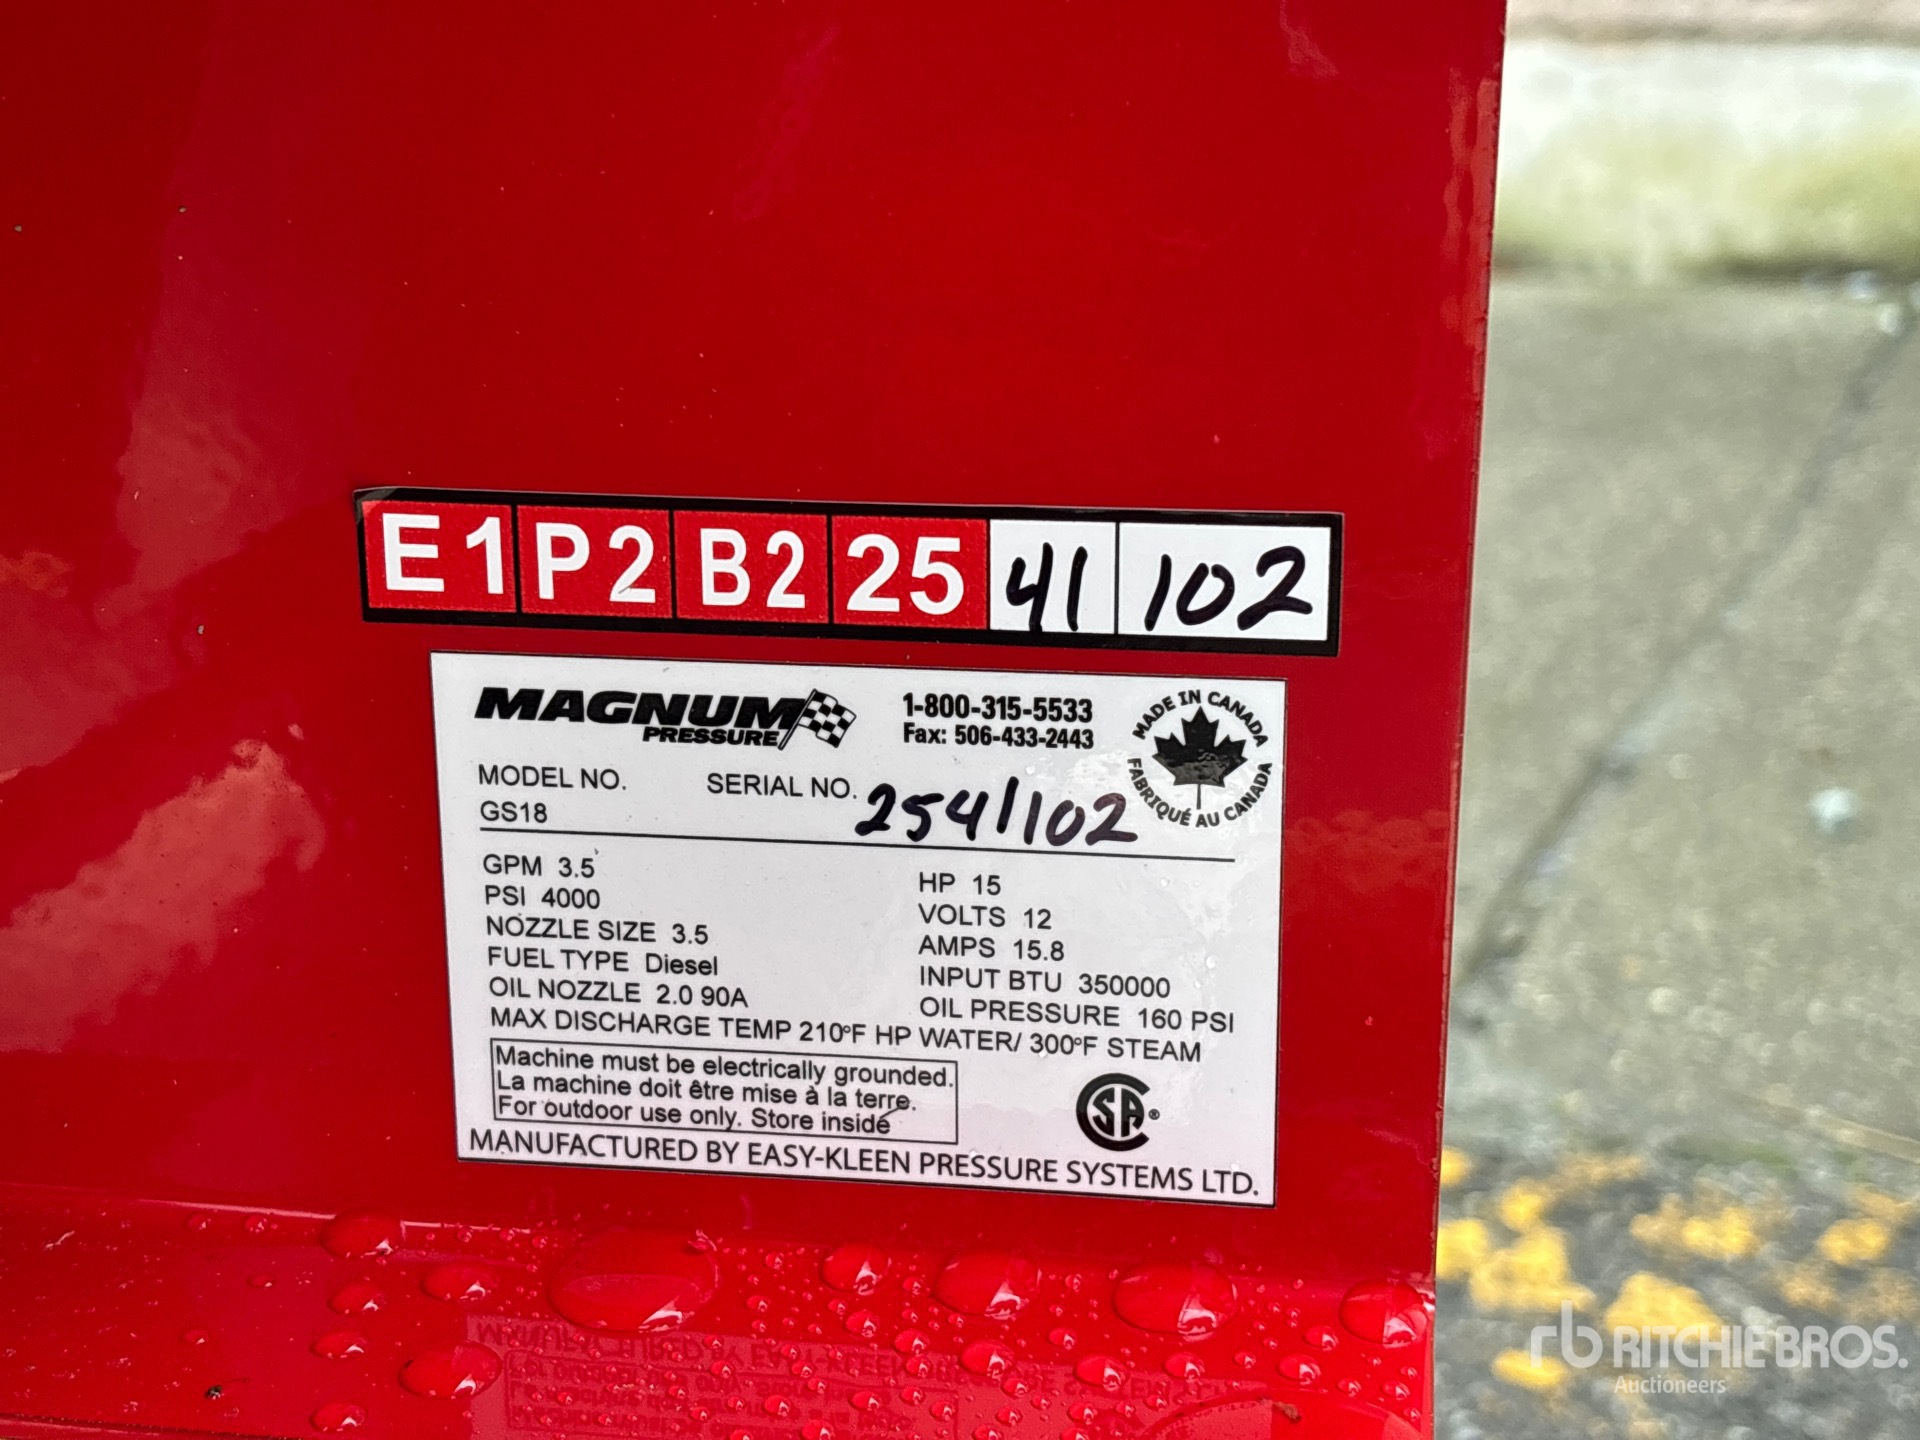 E1 P2 B2 25 41 102
MAGNUM
PRESSURE
1-800-315-5533
Fax: 506-433-2443
MADE IN CANADA
FABRIQUÉ AU CANADA
MODEL NO. SERIAL NO. 2541102
GS18
GPM 3.5
PSI 4000
NOZZLE SIZE 3.5
FUEL TYPE Diesel
OIL NOZZLE 2.0 90A
HP 15
VOLTS 12
AMPS 15.8
INPUT BTU 350000
OIL PRESSURE 160 PSI
MAX DISCHARGE TEMP 210°F HP WATER/ 300°F STEAM
Machine must be electrically grounded.
La machine doit être mise à la terre.
For outdoor use only. Store inside
CSA®
MANUFACTURED BY EASY-KLEEN PRESSURE SYSTEMS LTD.
rb RITCHIE BROS.
Auctioneers